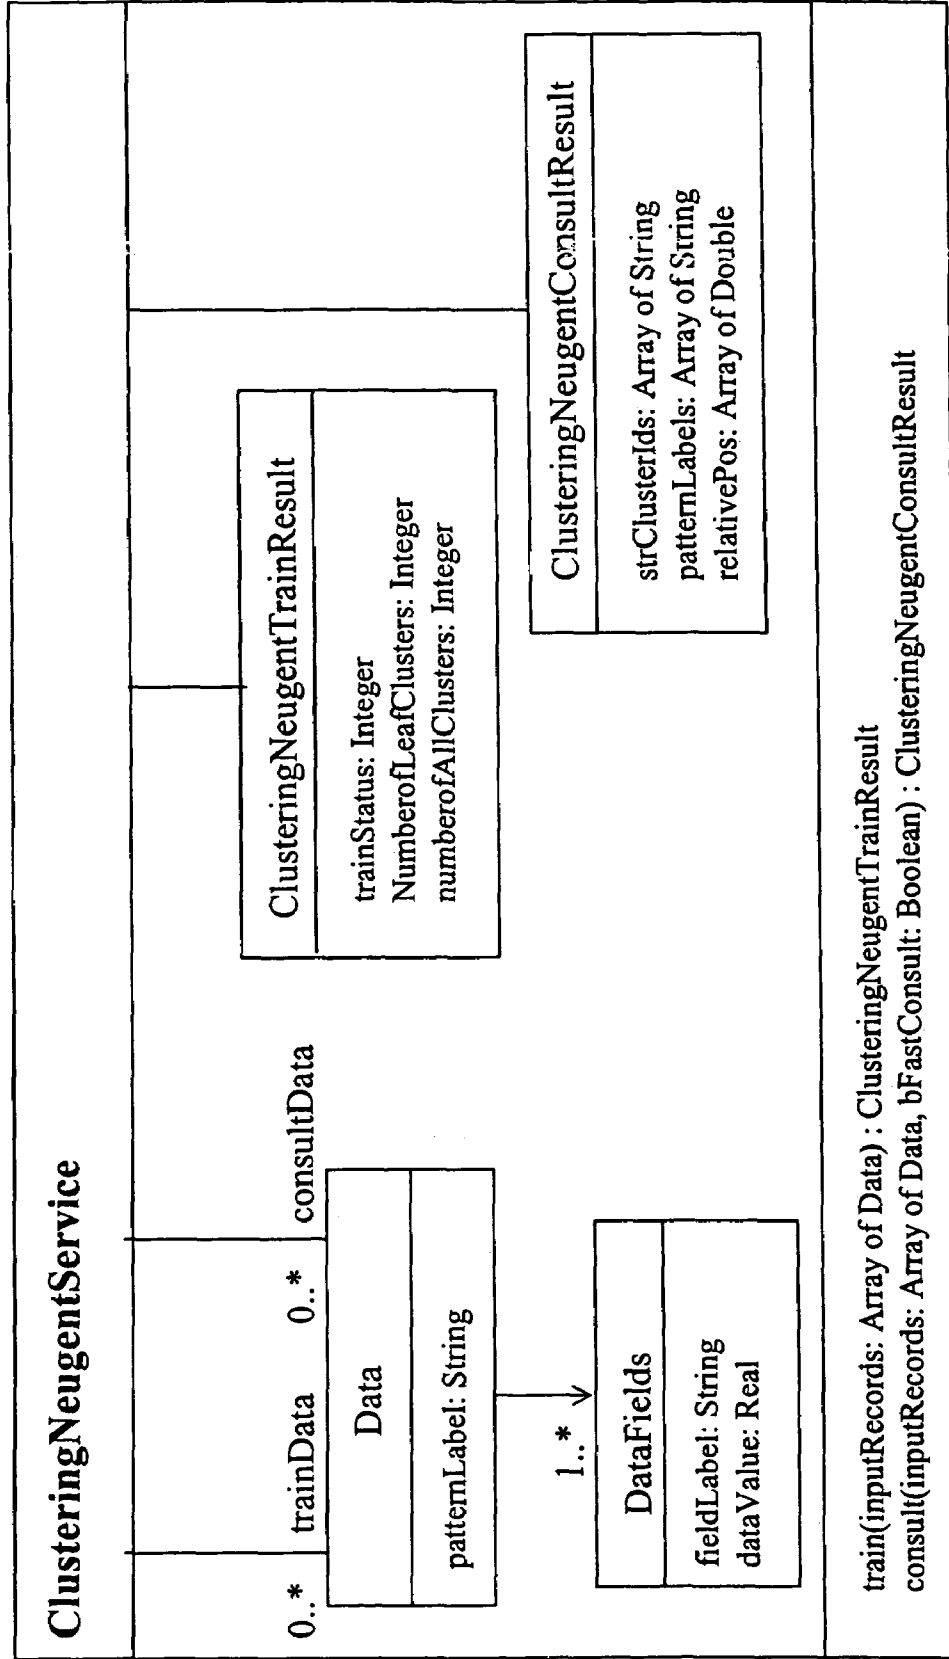 ClusteringNeugentService
0..*
trainData
0..*
consultData
Data
patternLabel: String
1..*
DataFields
fieldLabel: String
dataValue: Real
ClusteringNeugentTrainResult
trainStatus: Integer
NumberofLeafClusters: Integer
numberofAllClusters: Integer
ClusteringNeugentConsultResult
strClusterIds: Array of String
patternLabels: Array of String
relativePos: Array of Double
train(inputRecords: Array of Data) : ClusteringNeugentTrainResult
consult(inputRecords: Array of Data, bFastConsult: Boolean) : ClusteringNeugentConsultResult